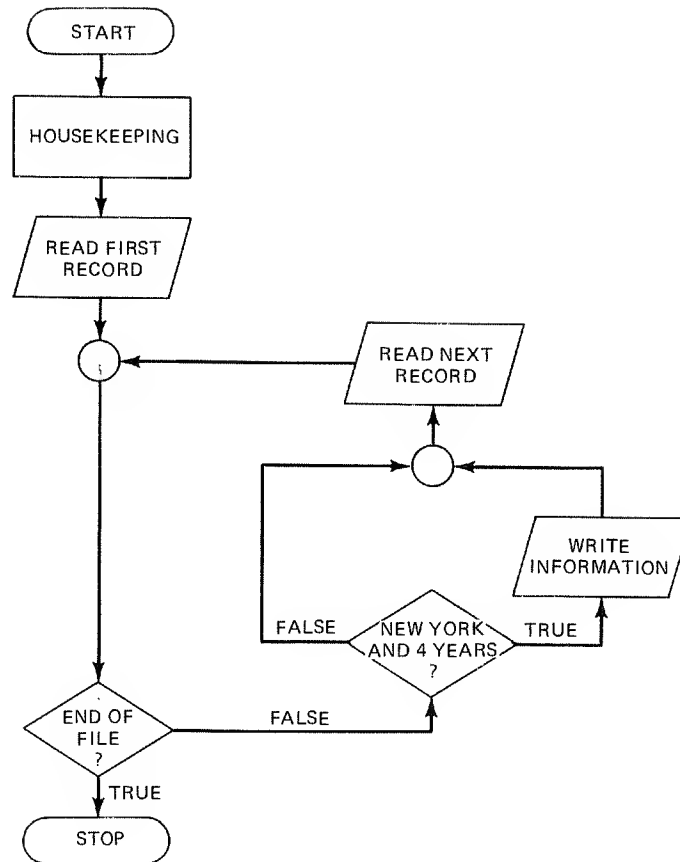 START
HOUSEKEEPING
READ FIRST
RECORD
READ NEXT
RECORD
WRITE
INFORMATION
FALSE
NEW YORK
AND 4 YEARS
?
TRUE
END OF
FILE
?
FALSE
TRUE
STOP